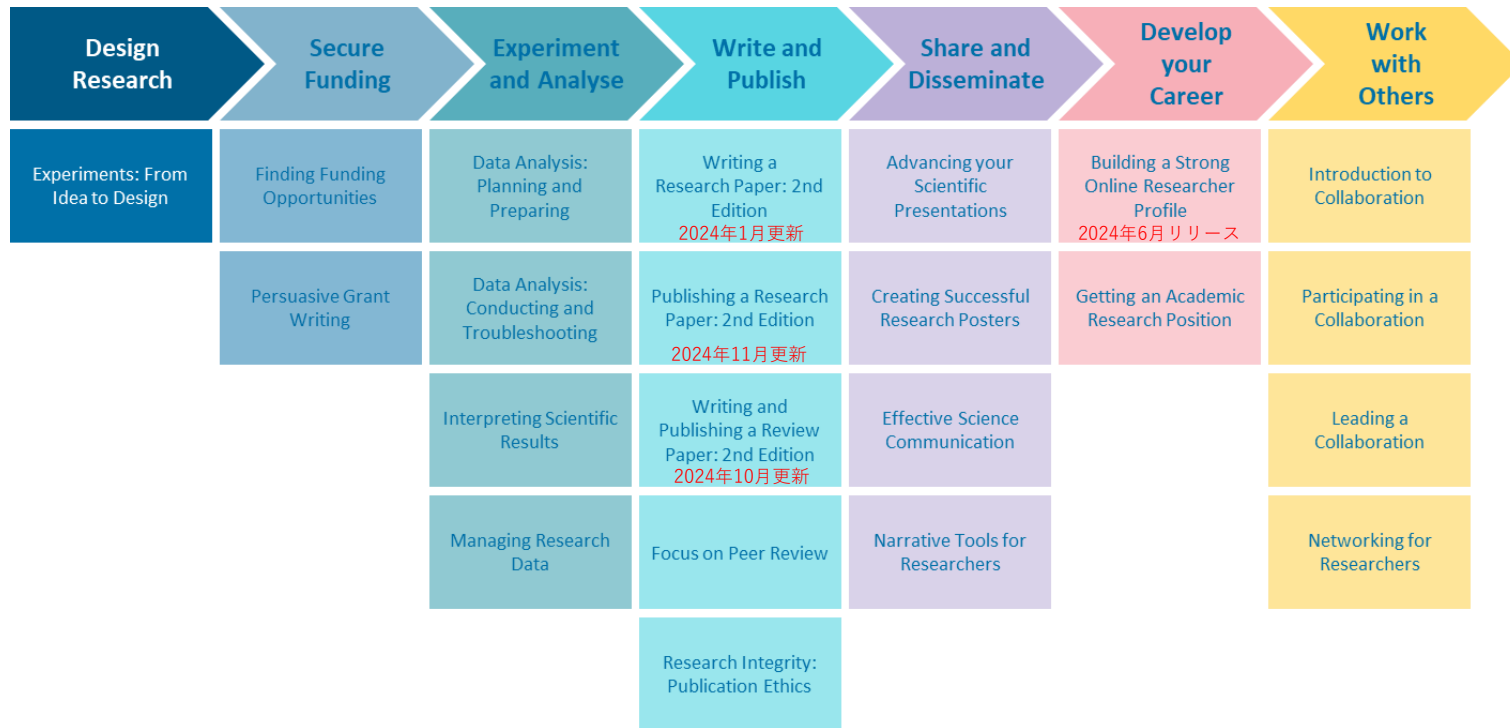 Design
Research
Secure
Funding
Experiment
and Analyse
Write and
Publish
Share and
Disseminate
Develop
your
Career
Work
with
Others
Experiments: From
Idea to Design
Finding Funding
Opportunities
Persuasive Grant
Writing
Data Analysis:
Planning and
Preparing
Data Analysis:
Conducting and
Troubleshooting
Interpreting Scientific
Results
Managing Research
Data
Writing a
Research Paper: 2nd
Edition
2024年1月更新
Publishing a Research
Paper: 2nd Edition
2024年11月更新
Writing and
Publishing a Review
Paper: 2nd Edition
2024年10月更新
Focus on Peer Review
Research Integrity:
Publication Ethics
Advancing your
Scientific
Presentations
Creating Successful
Research Posters
Effective Science
Communication
Narrative Tools for
Researchers
Building a Strong
Online Researcher
Profile
2024年6月リリース
Getting an Academic
Research Position
Introduction to
Collaboration
Participating in a
Collaboration
Leading a
Collaboration
Networking for
Researchers